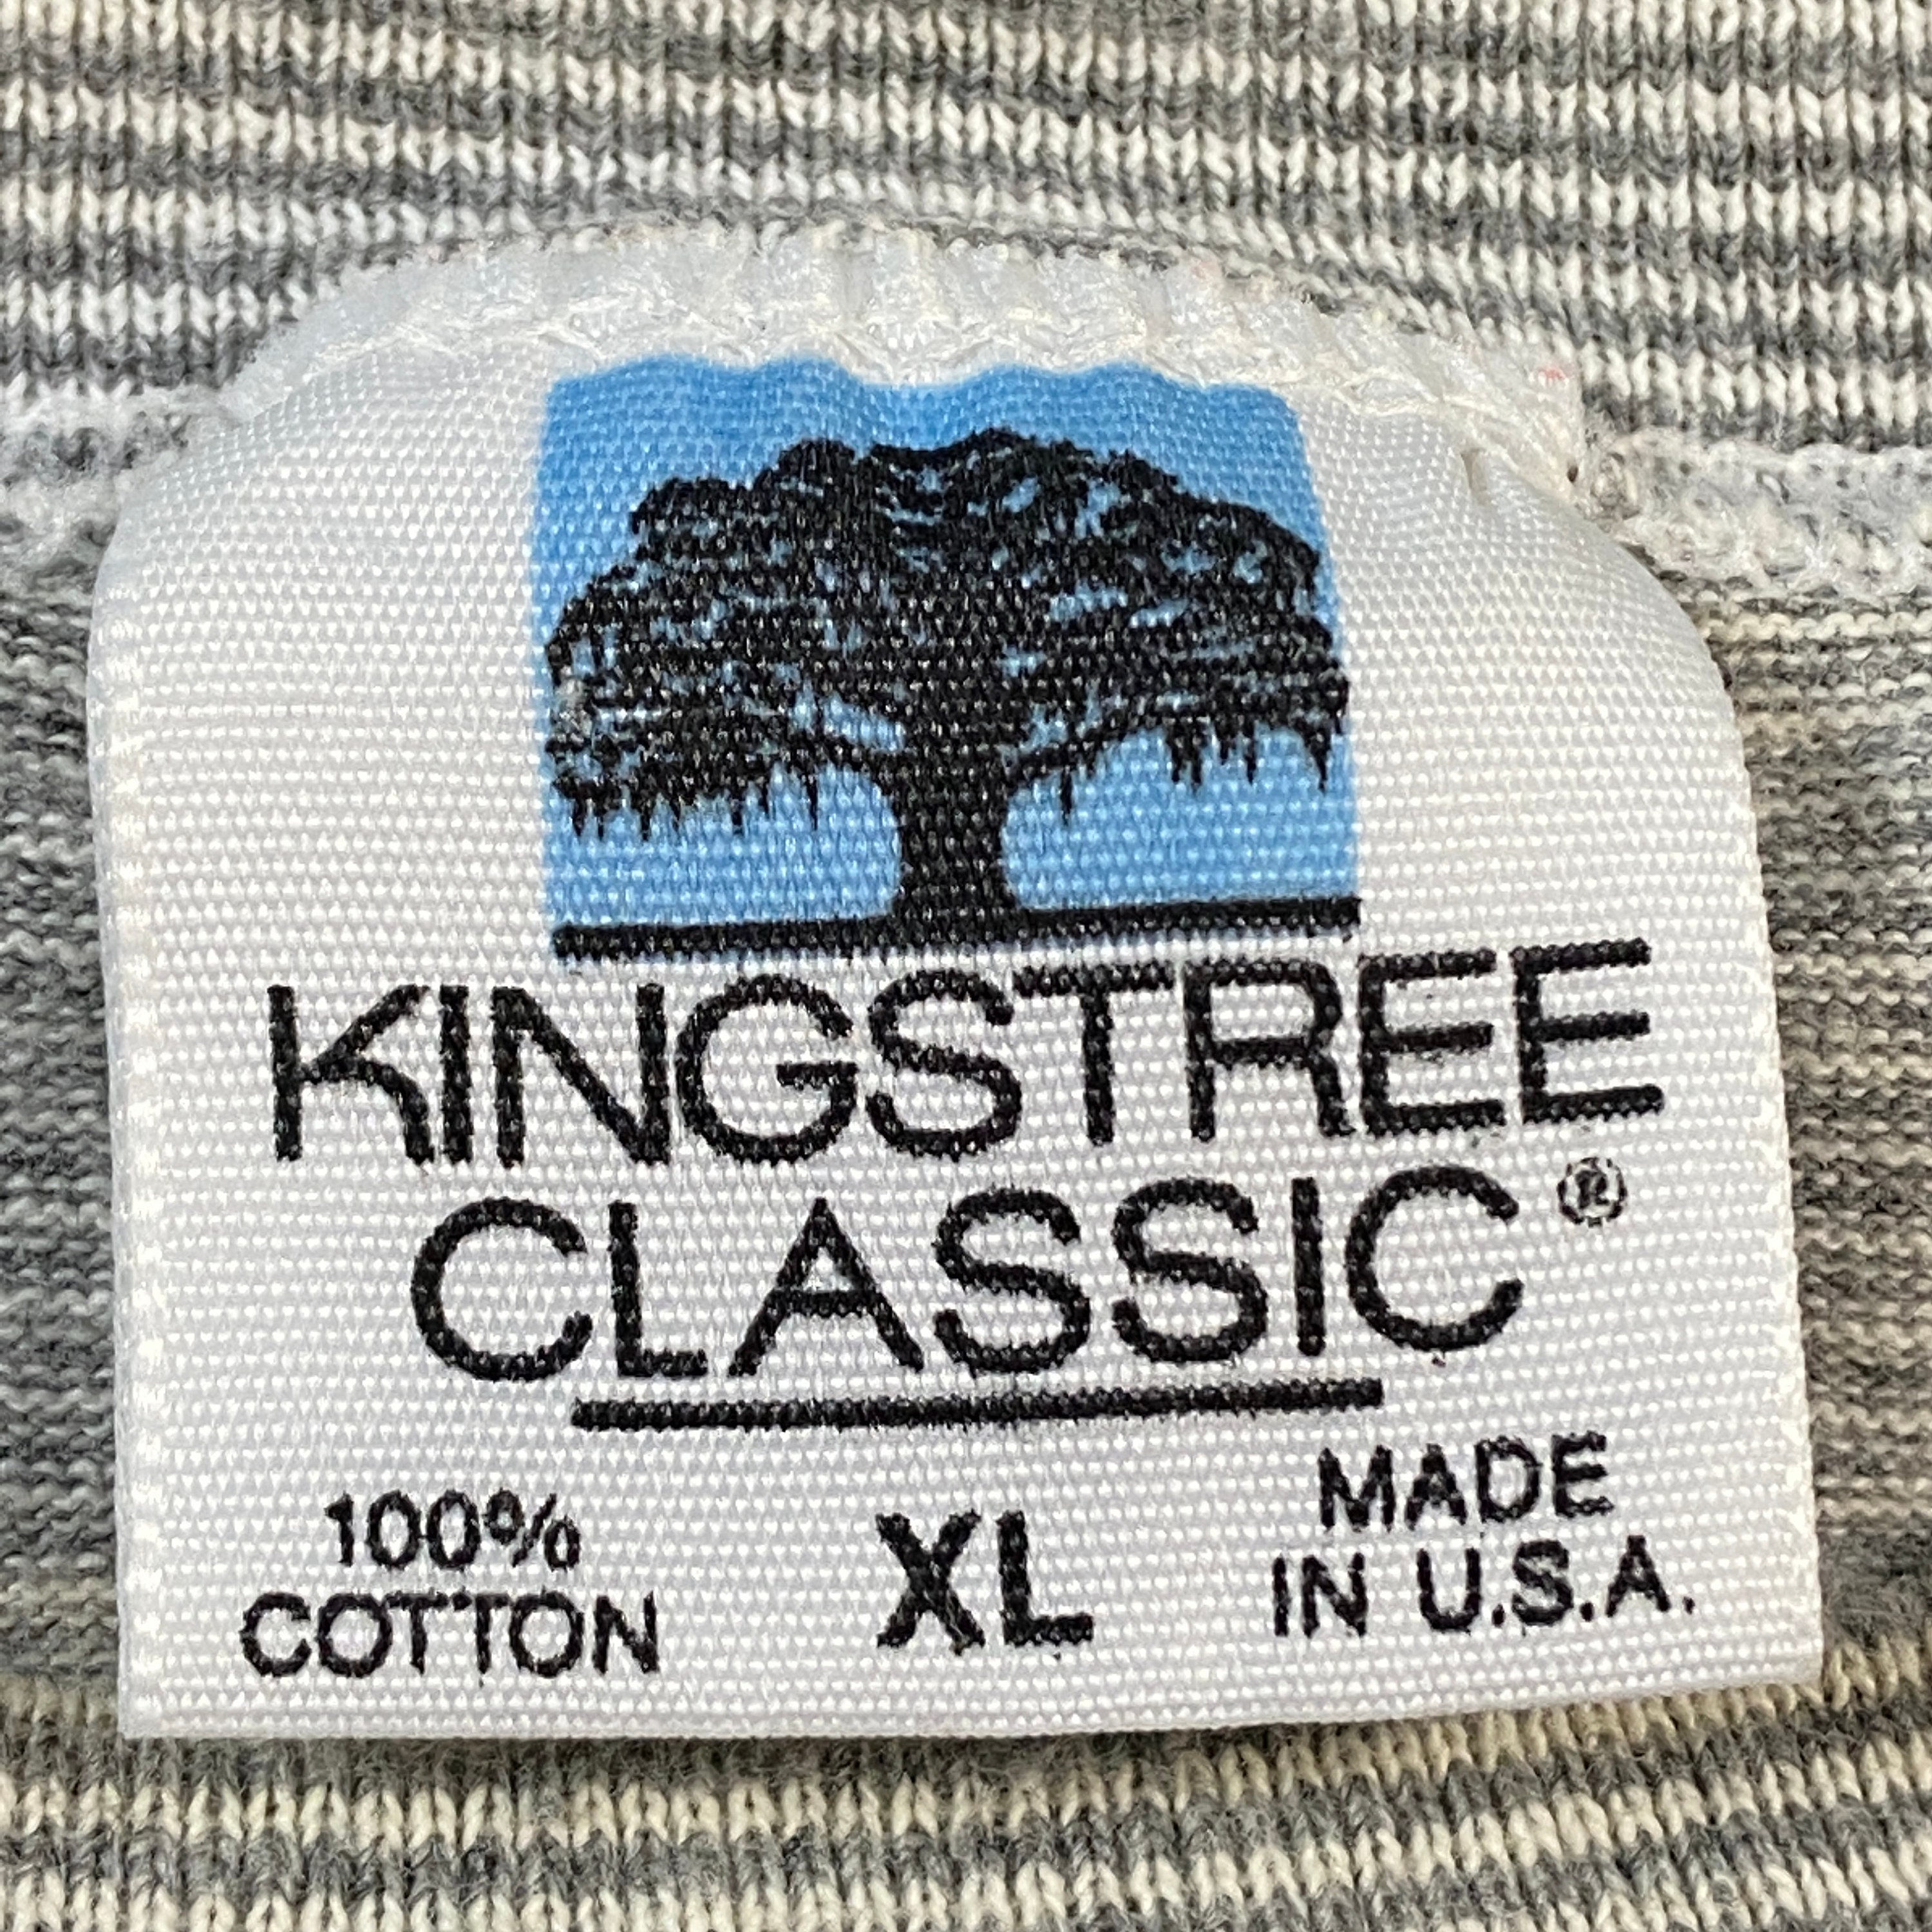 KINGSTREE
CLASSIC®
100%
COTTON
XL
MADE
IN U.S.A.